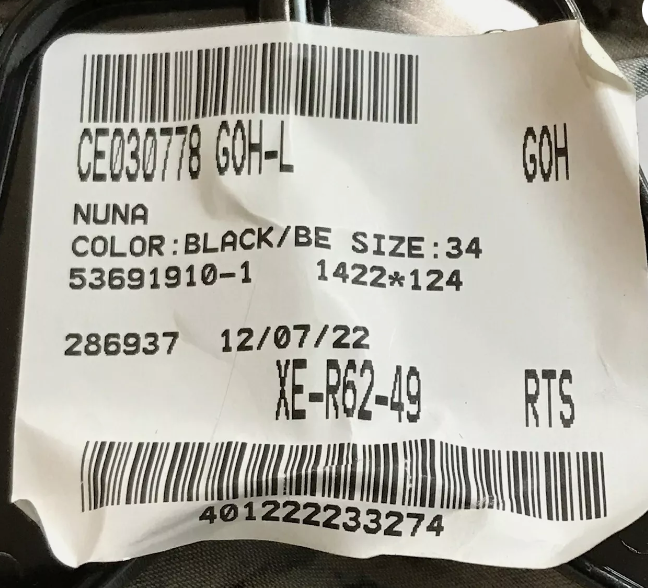 CE030778 GOH-L GOH
NUNA
COLOR:BLACK/BE SIZE:34
53691910-1 1422*124
286937 12/07/22
XE-R62-49 RTS
401222233274